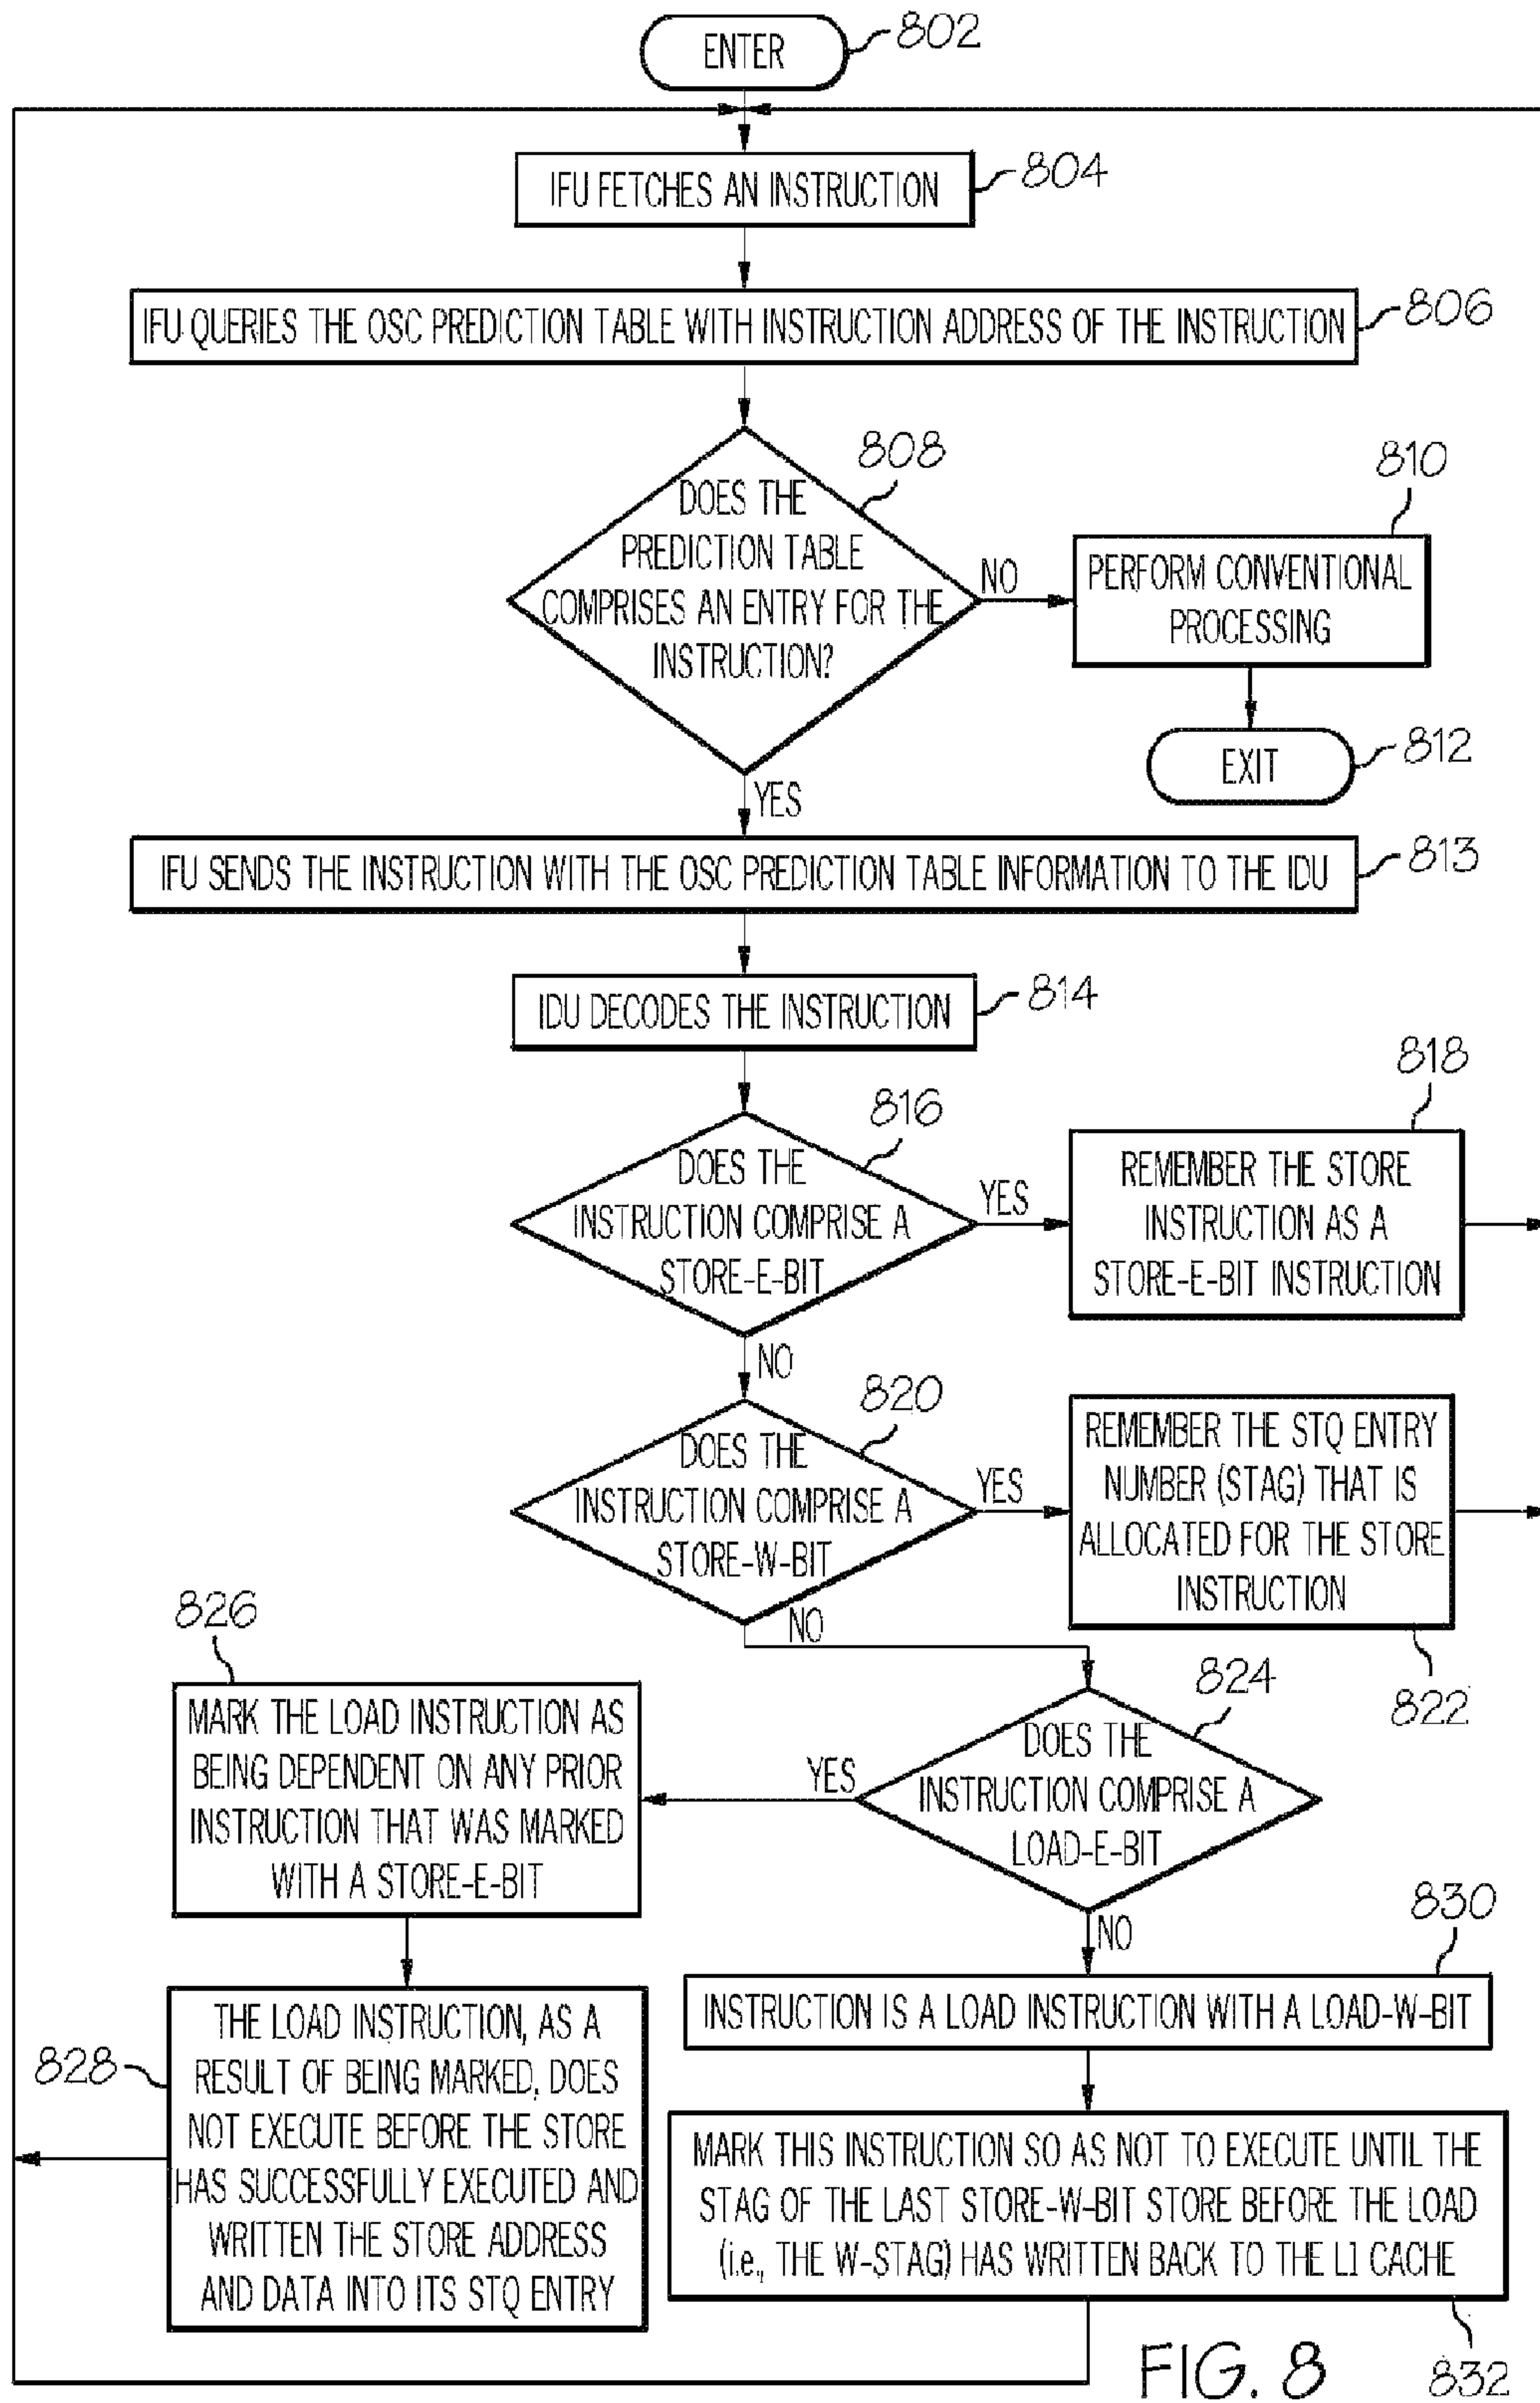 ENTER
802
IFU FETCHES AN INSTRUCTION
804
IFU QUERIES THE OSC PREDICTION TABLE WITH INSTRUCTION ADDRESS OF THE INSTRUCTION
806
808
DOES THE
PREDICTION TABLE
COMPRISES AN ENTRY FOR THE
INSTRUCTION?
NO
810
PERFORM CONVENTIONAL
PROCESSING
EXIT
812
YES
IFU SENDS THE INSTRUCTION WITH THE OSC PREDICTION TABLE INFORMATION TO THE IDU
813
IDU DECODES THE INSTRUCTION
814
816
DOES THE
INSTRUCTION COMPRISE A
STORE-E-BIT
YES
818
REMEMBER THE STORE
INSTRUCTION AS A
STORE-E-BIT INSTRUCTION
NO
820
DOES THE
INSTRUCTION COMPRISE A
STORE-W-BIT
YES
REMEMBER THE STQ ENTRY
NUMBER (STAG) THAT IS
ALLOCATED FOR THE STORE
INSTRUCTION
822
NO
824
DOES THE
INSTRUCTION COMPRISE A
LOAD-E-BIT
YES
826
MARK THE LOAD INSTRUCTION AS
BEING DEPENDENT ON ANY PRIOR
INSTRUCTION THAT WAS MARKED
WITH A STORE-E-BIT
828
THE LOAD INSTRUCTION, AS A
RESULT OF BEING MARKED, DOES
NOT EXECUTE BEFORE THE STORE
HAS SUCCESSFULLY EXECUTED AND
WRITTEN THE STORE ADDRESS
AND DATA INTO ITS STQ ENTRY
NO
830
INSTRUCTION IS A LOAD INSTRUCTION WITH A LOAD-W-BIT
MARK THIS INSTRUCTION SO AS NOT TO EXECUTE UNTIL THE
STAG OF THE LAST STORE-W-BIT STORE BEFORE THE LOAD
(i.e., THE W-STAG) HAS WRITTEN BACK TO THE L1 CACHE
832
FIG. 8